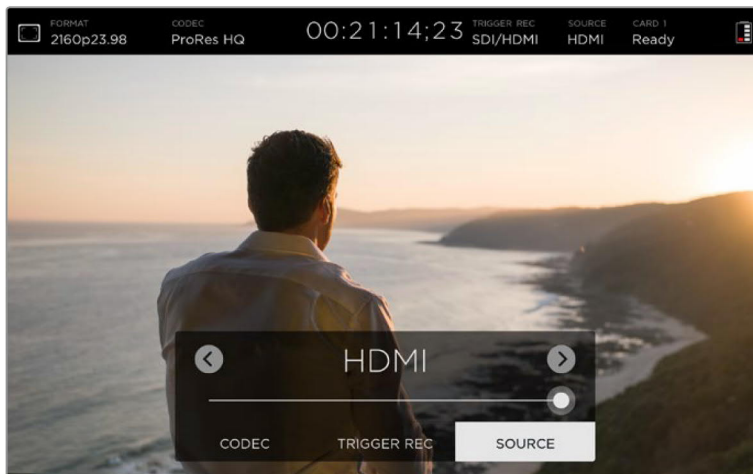 FORMAT
2160p23.98
CODEC
ProRes HQ
00:21:14;23
TRIGGER REC
SDI/HDMI
SOURCE
HDMI
CARD 1
Ready
HDMI
CODEC
TRIGGER REC
SOURCE